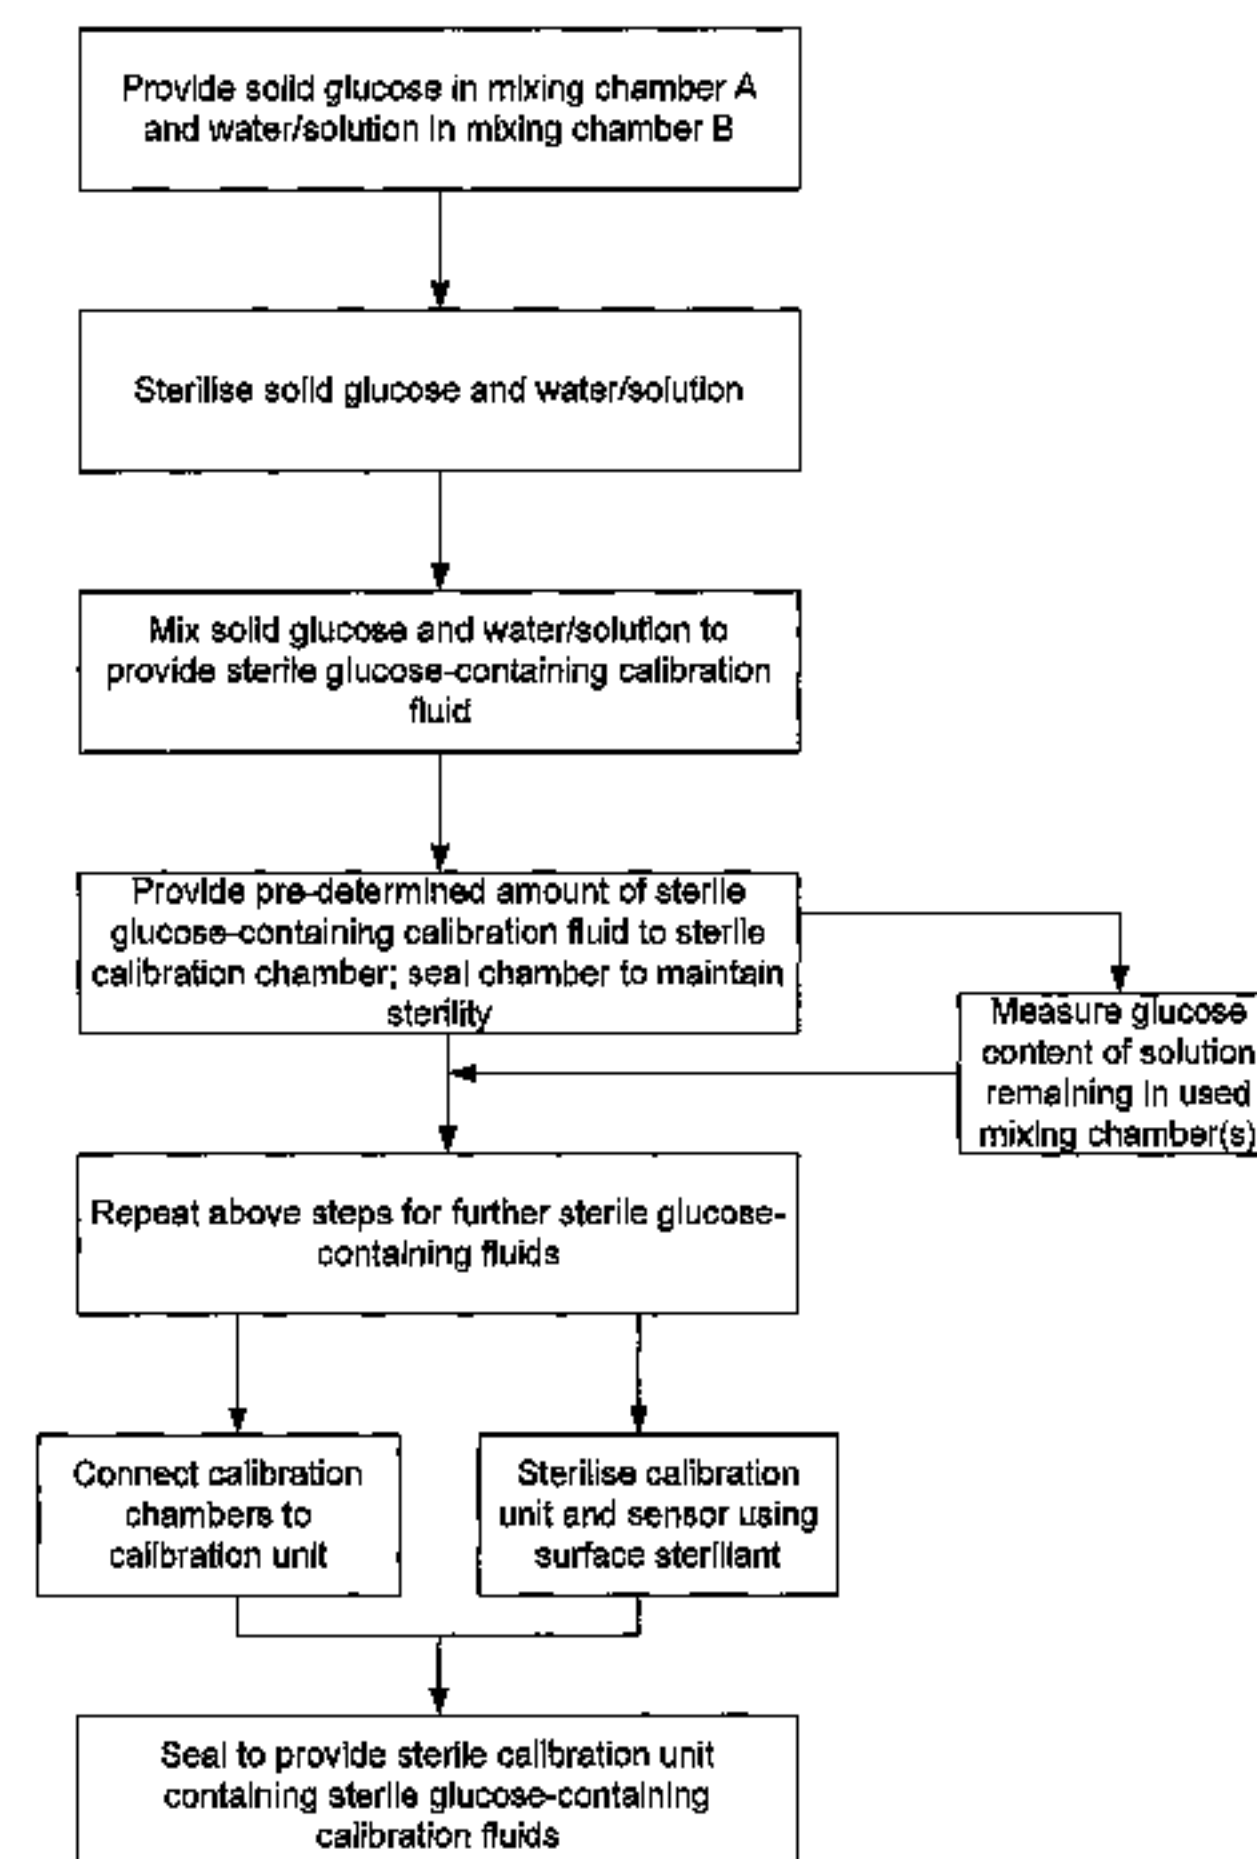 Provide solid glucose in mixing chamber A
and water/solution in mixing chamber B
Sterilise solid glucose and water/solution
Mix solid glucose and water/solution to
provide sterile glucose-containing calibration
fluid
Provide pre-determined amount of sterile
glucose-containing calibration fluid to sterile
calibration chamber; seal chamber to maintain
sterility
Measure glucose
content of solution
remaining in used
mixing chamber(s)
Repeat above steps for further sterile glucose-
containing fluids
Connect calibration
chambers to
calibration unit
Sterilise calibration
unit and sensor using
surface steriliant
Seal to provide sterile calibration unit
containing sterile glucose-containing
calibration fluids